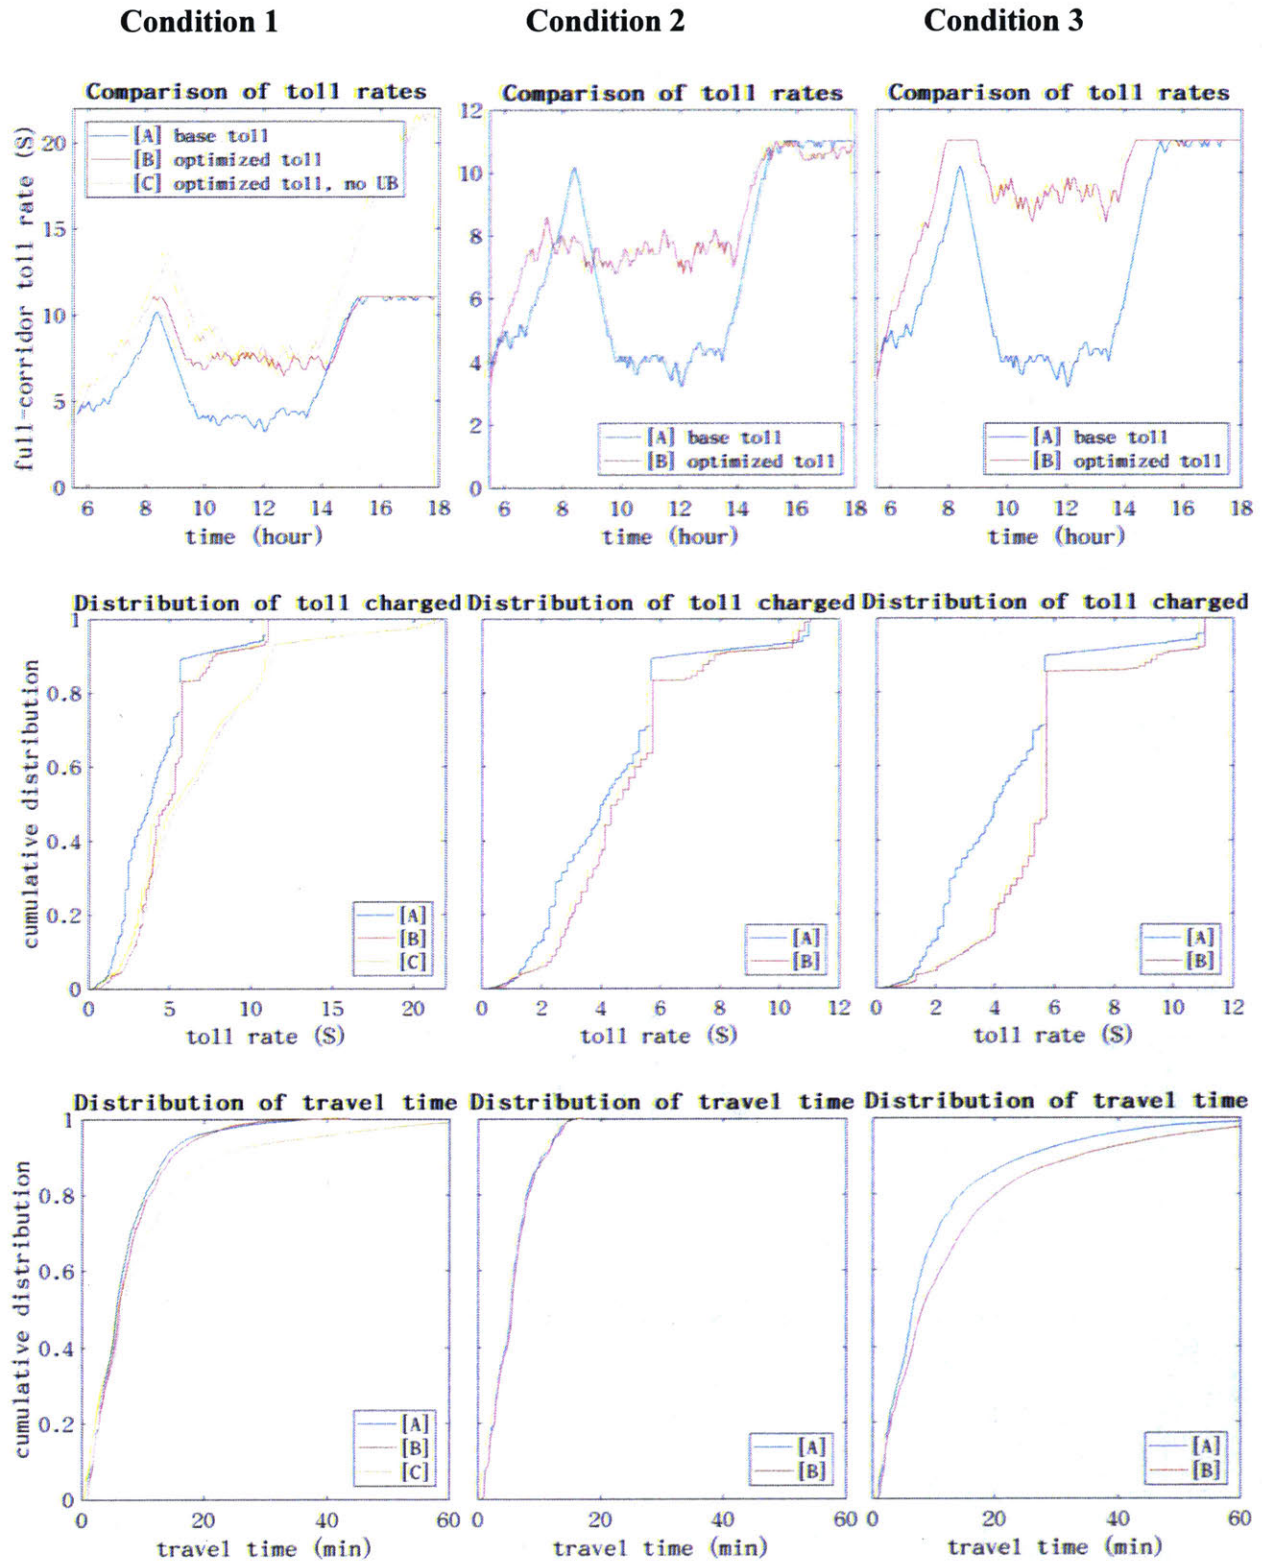 Condition 1 Condition 2 Condition 3
Comparison of toll rates
full-corridor toll rate (S)
20
15
10
5
0
[A] base toll
[B] optimized toll
[C] optimized toll, no UB
6 8 10 12 14 16 18
time (hour)
Comparison of toll rates
12
10
8
6
4
2
0
[A] base toll
[B] optimized toll
6 8 10 12 14 16 18
time (hour)
Comparison of toll rates
[A] base toll
[B] optimized toll
6 8 10 12 14 16 18
time (hour)
Distribution of toll charged
cumulative distribution
1
0.8
0.6
0.4
0.2
0
[A]
[B]
[C]
0 5 10 15 20
toll rate (S)
Distribution of toll charged
[A]
[B]
0 2 4 6 8 10 12
toll rate (S)
Distribution of toll charged
[A]
[B]
0 2 4 6 8 10 12
toll rate (S)
Distribution of travel time
cumulative distribution
1
0.8
0.6
0.4
0.2
0
[A]
[B]
[C]
0 20 40 60
travel time (min)
Distribution of travel time
[A]
[B]
0 20 40 60
travel time (min)
Distribution of travel time
[A]
[B]
0 20 40 60
travel time (min)